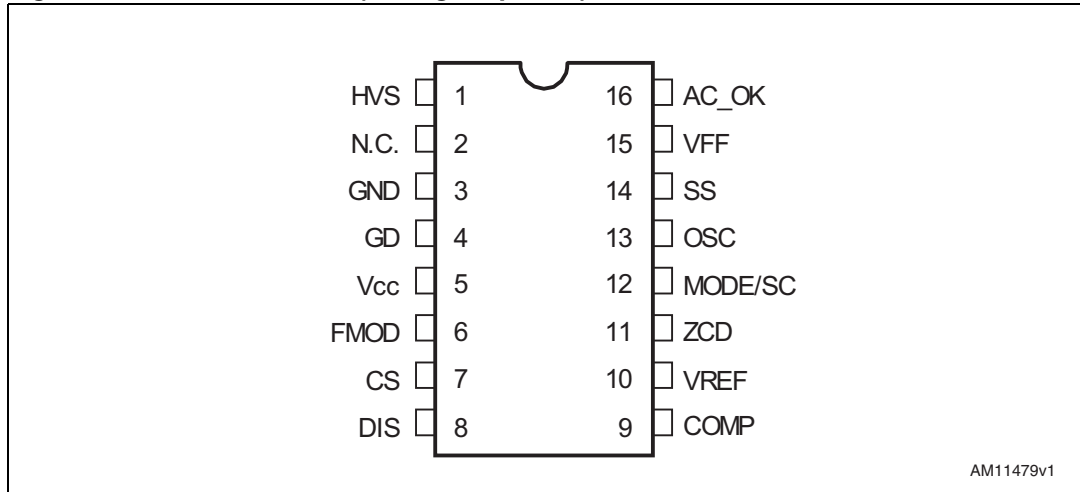 HVS 1 16 AC_OK
N.C. 2 15 VFF
GND 3 14 SS
GD 4 13 OSC
Vcc 5 12 MODE/SC
FMOD 6 11 ZCD
CS 7 10 VREF
DIS 8 9 COMP
AM11479v1